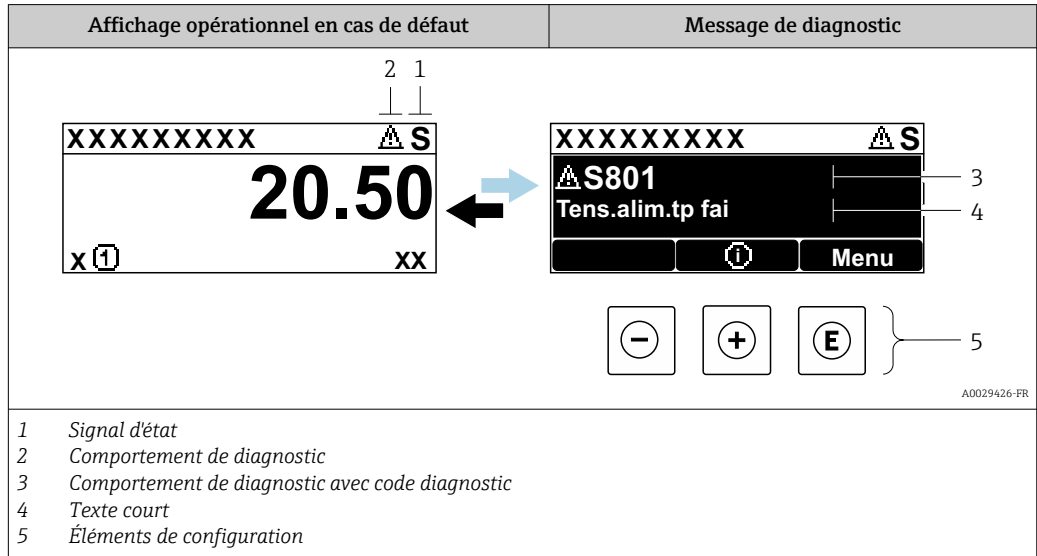 Affichage opérationnel en cas de défaut
Message de diagnostic
2 1
XXXXXXXXX ⚠ S
20.50
X 1 XX
XXXXXXXXX ⚠ S
⚠S801
Tens.alim.tp fai
i Menu
3
4
- + E
5
A0029426-FR
1 Signal d'état
2 Comportement de diagnostic
3 Comportement de diagnostic avec code diagnostic
4 Texte court
5 Éléments de configuration